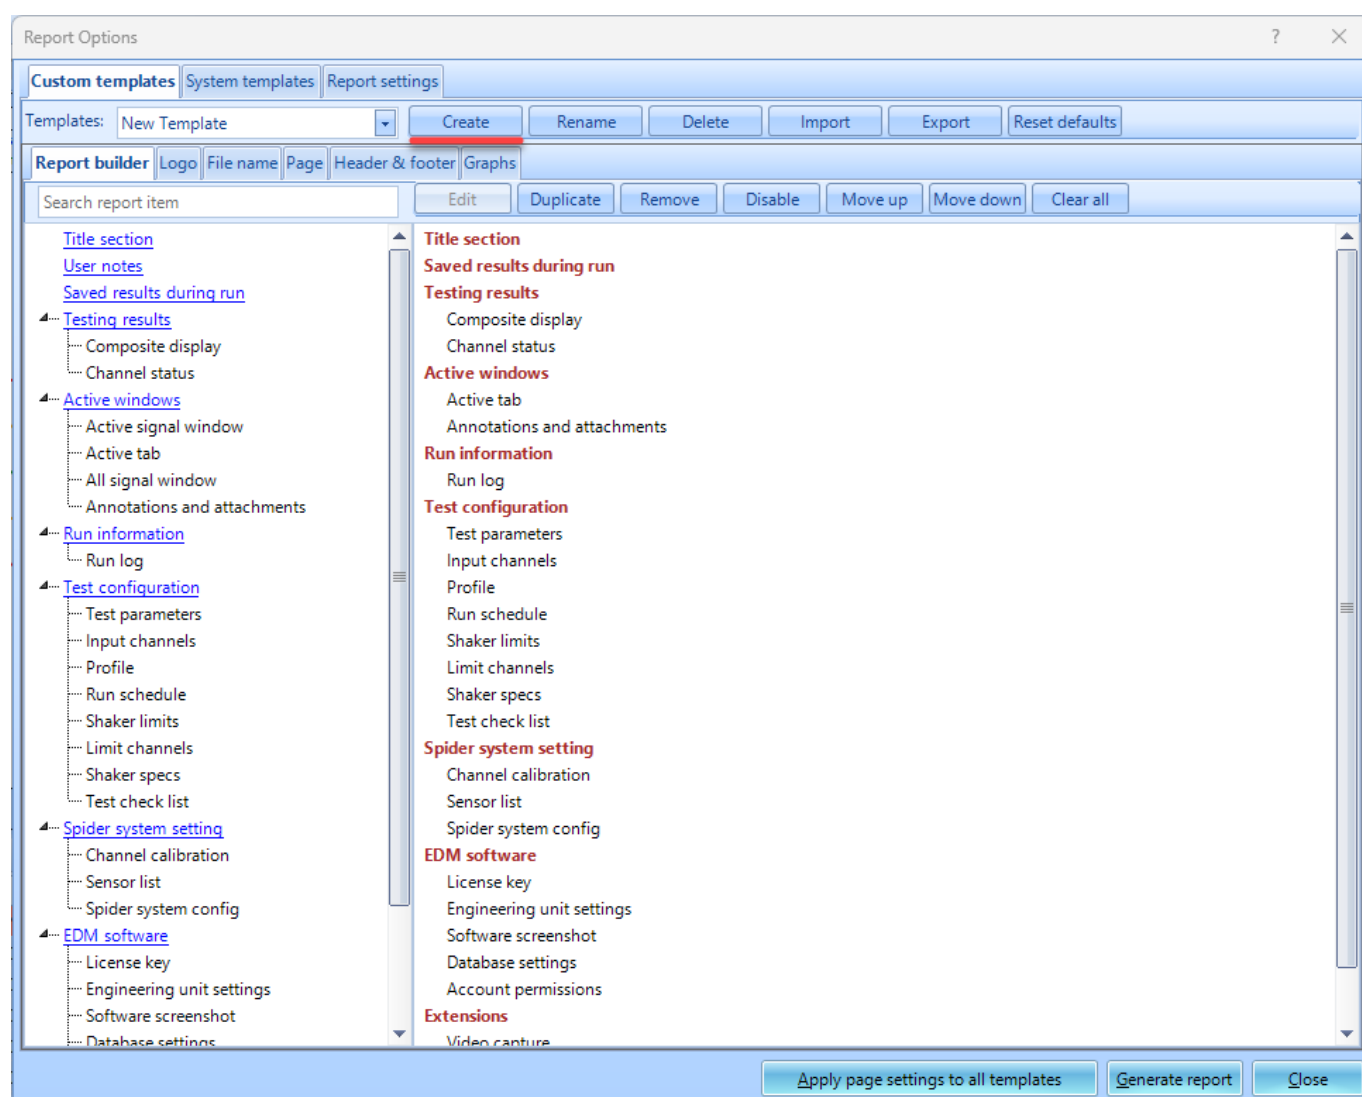 Report Options ?
Custom templates System templates Report settings
Templates: New Template Create Rename Delete Import Export Reset defaults
Report builder Logo File name Page Header & footer Graphs
Search report item Edit Duplicate Remove Disable Move up Move down Clear all
Title section
User notes
Saved results during run
Testing results
Composite display
Channel status
Active windows
Active signal window
Active tab
All signal window
Annotations and attachments
Run information
Run log
Test configuration
Test parameters
Input channels
Profile
Run schedule
Shaker limits
Limit channels
Shaker specs
Test check list
Spider system setting
Channel calibration
Sensor list
Spider system config
EDM software
License key
Engineering unit settings
Software screenshot
Database settings
Title section
Saved results during run
Testing results
Composite display
Channel status
Active windows
Active tab
Annotations and attachments
Run information
Run log
Test configuration
Test parameters
Input channels
Profile
Run schedule
Shaker limits
Limit channels
Shaker specs
Test check list
Spider system setting
Channel calibration
Sensor list
Spider system config
EDM software
License key
Engineering unit settings
Software screenshot
Database settings
Account permissions
Extensions
Video capture
Apply page settings to all templates Generate report Close